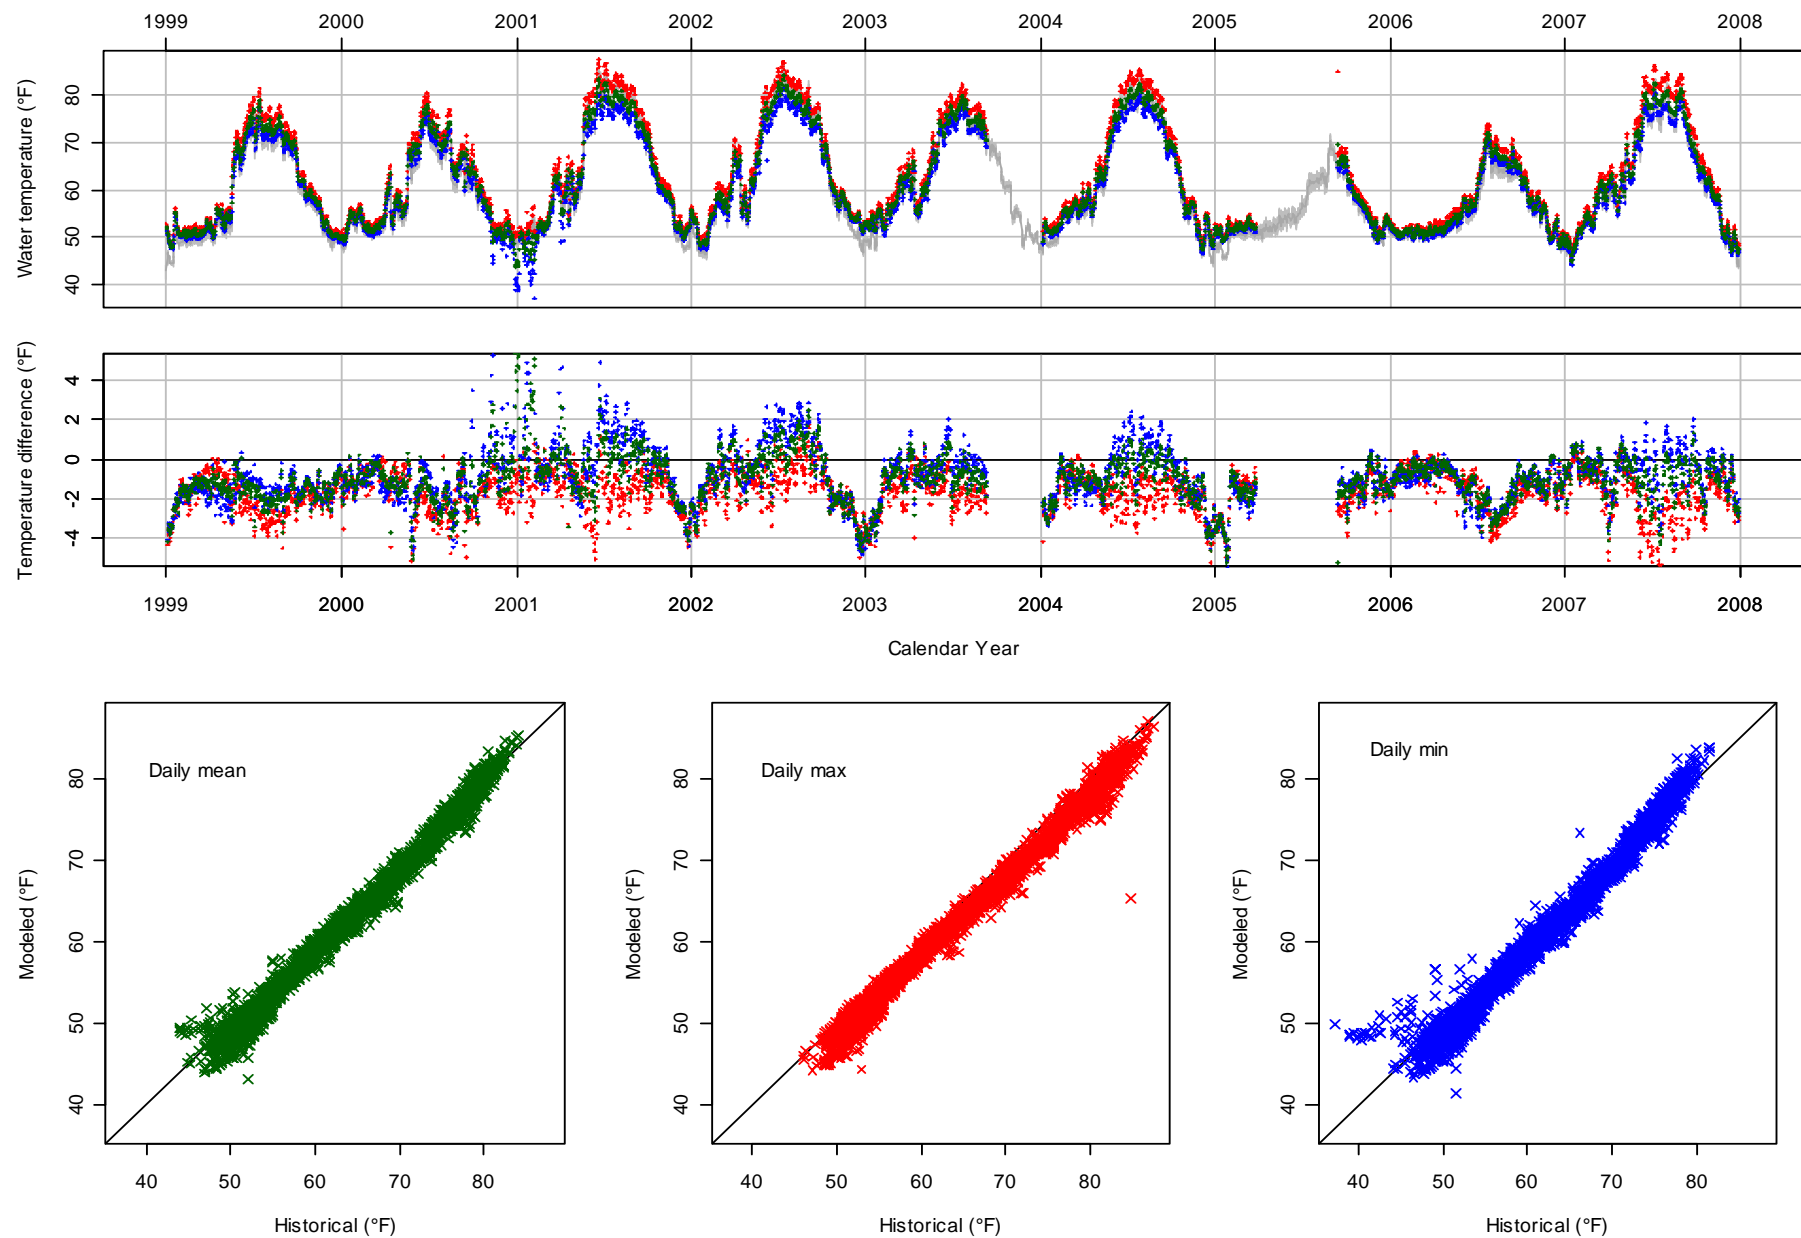 1999 2000 2001 2002 2003 2004 2005 2006 2007 2008
Water temperature (°F)
80
70
60
50
40
Temperature difference (°F)
4
2
0
-2
-4
1999 2000 2001 2002 2003 2004 2005 2006 2007 2008
Calendar Year
Daily mean
Modeled (°F)
80
70
60
50
40
40 50 60 70 80
Historical (°F)
Daily max
Modeled (°F)
80
70
60
50
40
40 50 60 70 80
Historical (°F)
Daily min
Modeled (°F)
80
70
60
50
40
40 50 60 70 80
Historical (°F)